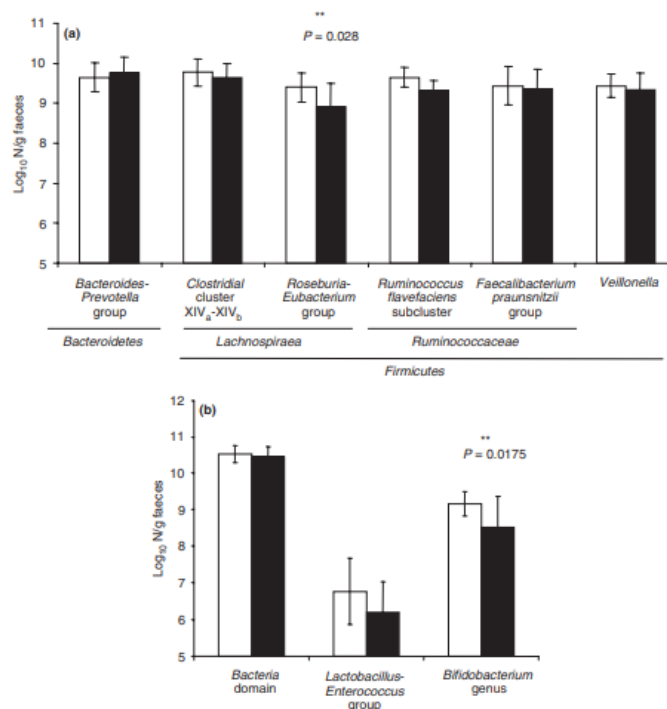 (a)
**
P = 0.028
11
10
9
8
7
6
5
Log10 N/g faeces
Bacteroides-
Prevotella
group
Clostridial
cluster
XIVa-XIVb
Roseburia-
Eubacterium
group
Ruminococcus
flavefaciens
subcluster
Faecalibacterium
praunsnitzii
group
Veillonella
Bacteroidetes
Lachnospiraea
Ruminococcaceae
Firmicutes
(b)
**
P = 0.0175
12
11
10
9
8
7
6
5
Log10 N/g faeces
Bacteria
domain
Lactobacillus-
Enterococcus
group
Bifidobacterium
genus